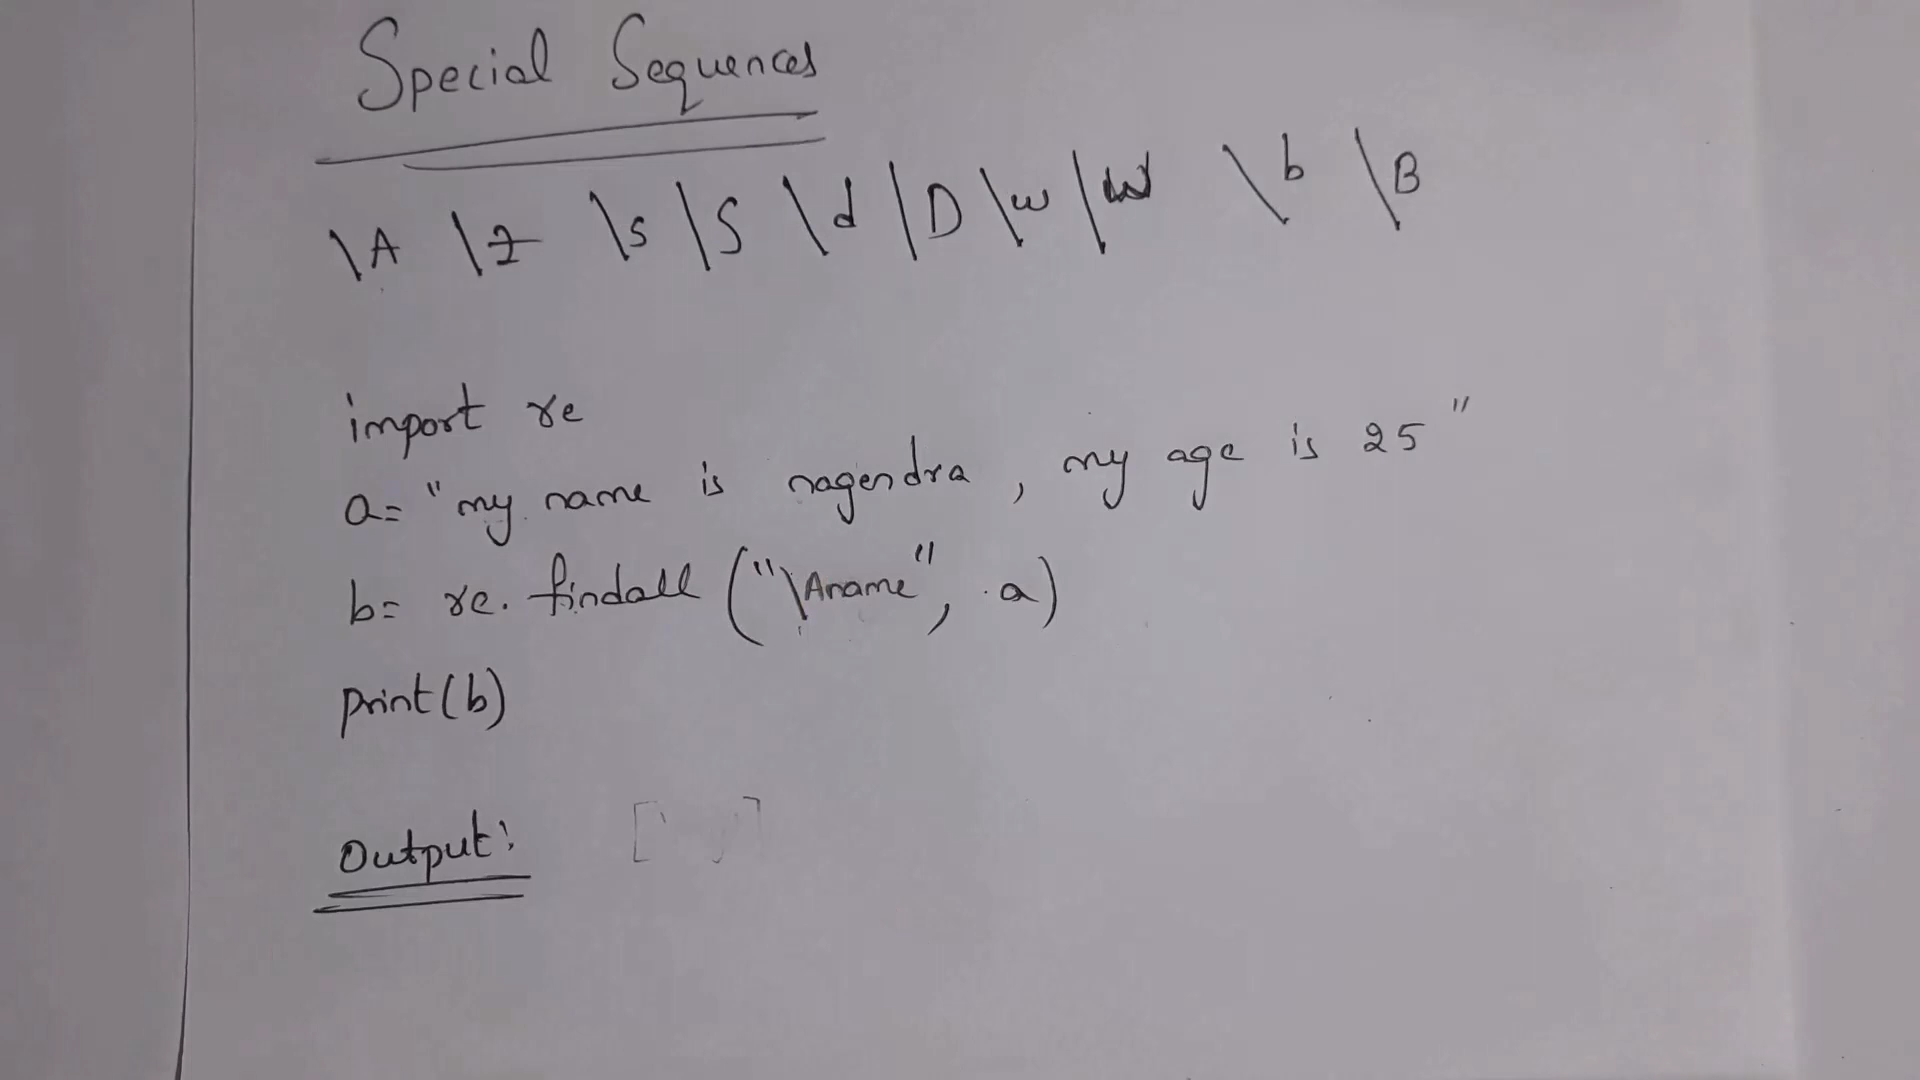 Special Sequences
\A \Z \s \S \d \D \w \W \b \B
import re
a= "my name is nagendra, my age is 25"
b= re.findall("\Aname", a)
print(b)
Output: